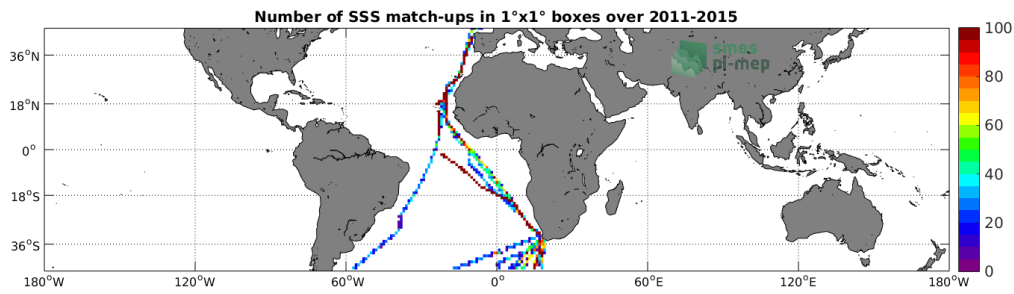 Number of SSS match-ups in 1°x1° boxes over 2011-2015
smos
pi-mep
36°N
18°N
0°
18°S
36°S
180°W
120°W
60°W
0°
60°E
120°E
180°W
100
80
60
40
20
0